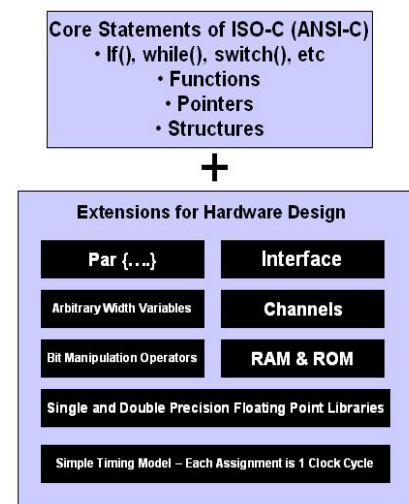 Core Statements of ISO-C (ANSI-C)
• If(), while(), switch(), etc
• Functions
• Pointers
• Structures
+
Extensions for Hardware Design
Par {....}
Interface
Arbitrary Width Variables
Channels
Bit Manipulation Operators
RAM & ROM
Single and Double Precision Floating Point Libraries
Simple Timing Model – Each Assignment is 1 Clock Cycle